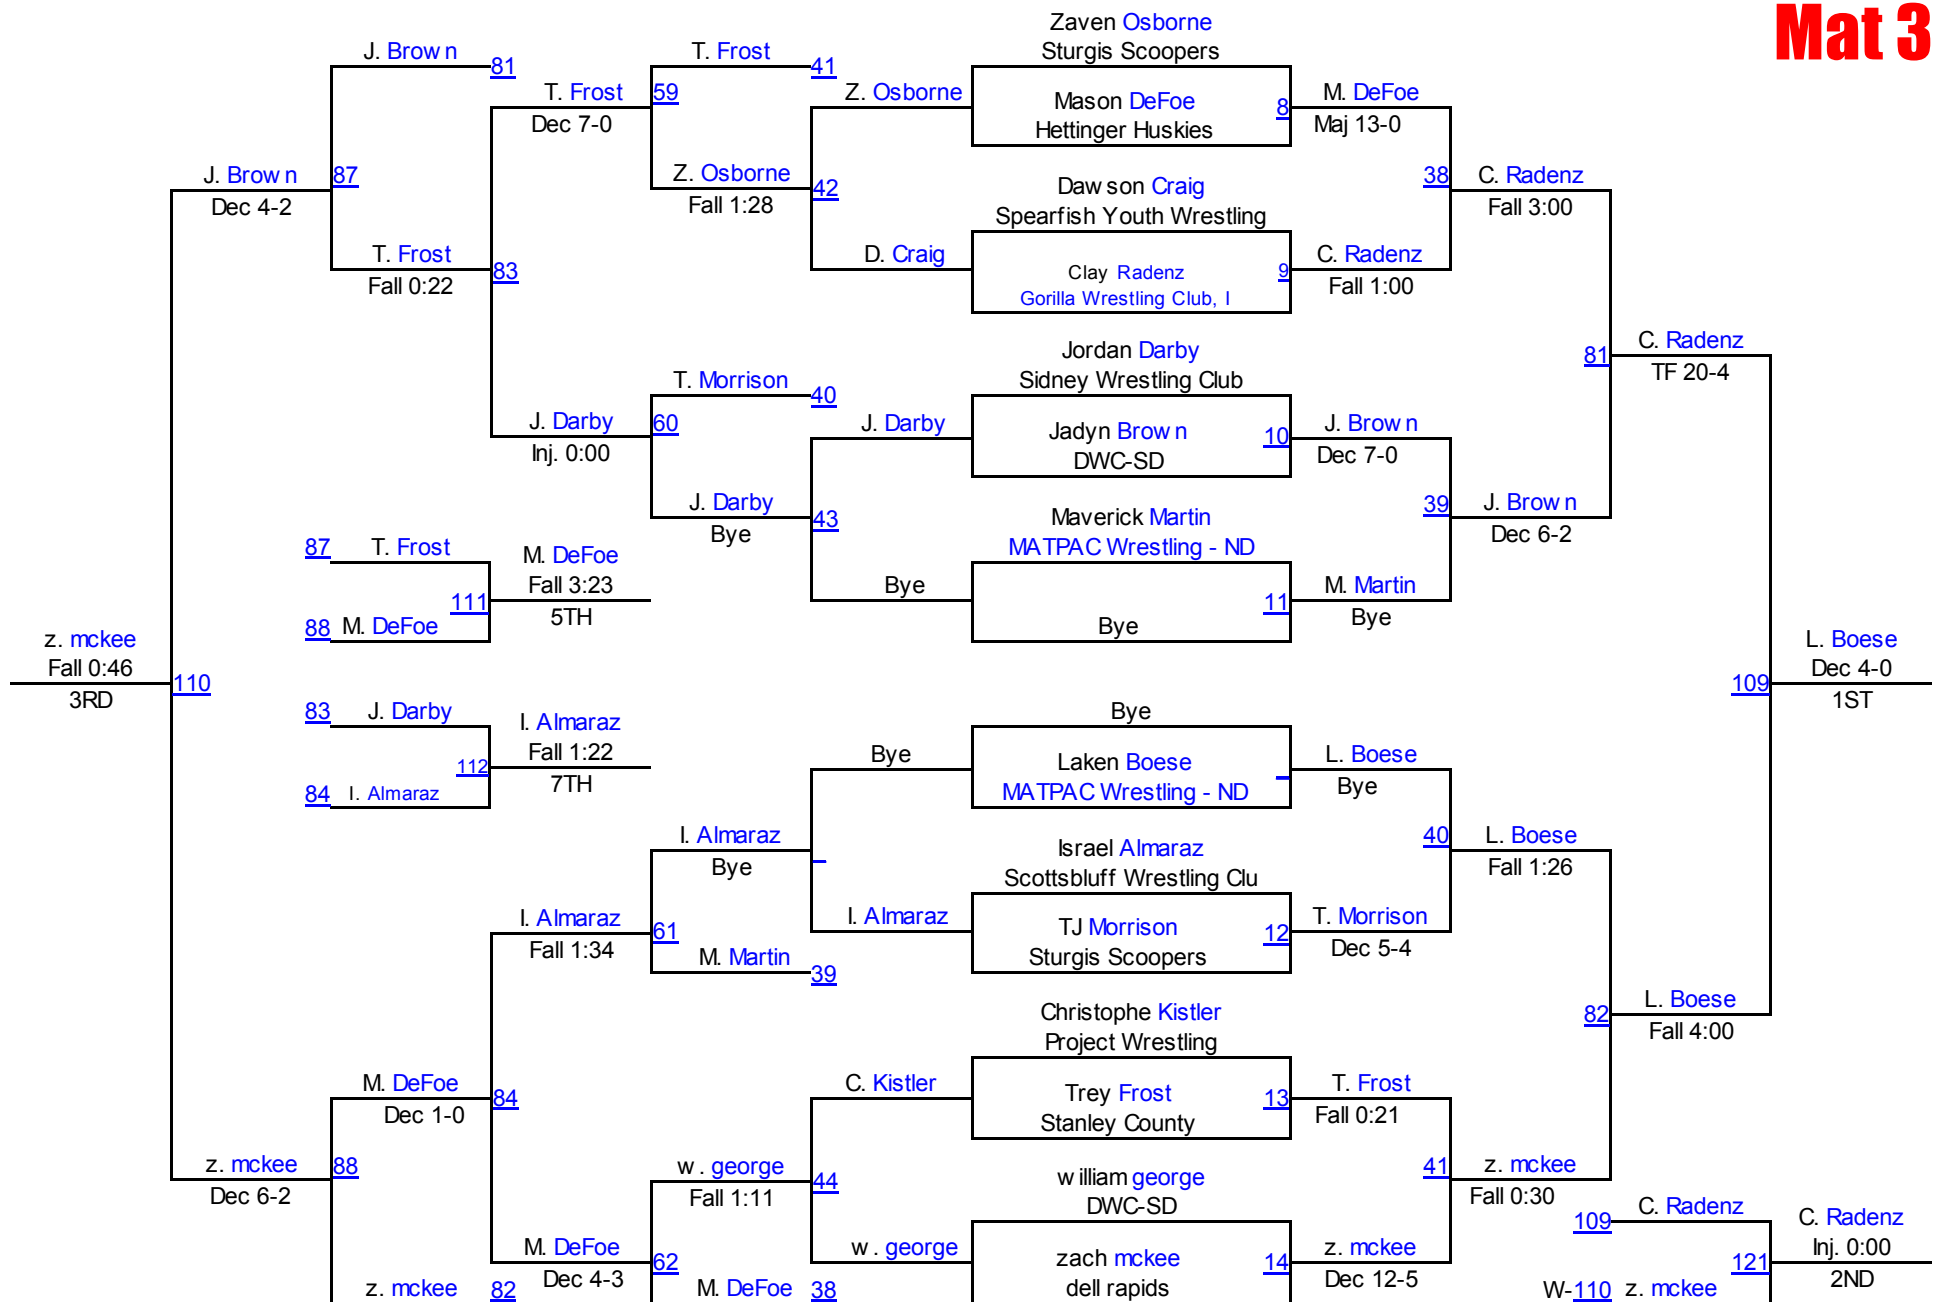 Mat 3
Zaven Osborne
Sturgis Scoopers
J. Brown
81
T. Frost
41
T. Frost
59
Dec 7-0
Z. Osborne
Mason DeFoe
Hettinger Huskies
8
M. DeFoe
Maj 13-0
J. Brown
87
Dec 4-2
Z. Osborne
42
Fall 1:28
Dawson Craig
Spearfish Youth Wrestling
38
C. Radenz
Fall 3:00
T. Frost
83
Fall 0:22
D. Craig
Clay Radenz
Gorilla Wrestling Club, I
9
C. Radenz
Fall 1:00
Jordan Darby
Sidney Wrestling Club
81
C. Radenz
TF 20-4
T. Morrison
40
J. Darby
60
Inj. 0:00
J. Darby
Jadyn Brown
DWC-SD
10
J. Brown
Dec 7-0
J. Darby
43
Bye
Maverick Martin
MATPAC Wrestling - ND
39
J. Brown
Dec 6-2
87
T. Frost
M. DeFoe
Fall 3:23
111
5TH
88
M. DeFoe
Bye
Bye
11
M. Martin
Bye
z. mckee
Fall 0:46
110
3RD
L. Boese
Dec 4-0
109
1ST
83
J. Darby
I. Almaraz
Fall 1:22
112
7TH
84
I. Almaraz
Bye
Bye
Laken Boese
MATPAC Wrestling - ND
L. Boese
Bye
I. Almaraz
Bye
Israel Almaraz
Scottsbluff Wrestling Clu
40
L. Boese
Fall 1:26
I. Almaraz
61
Fall 1:34
M. Martin
39
I. Almaraz
TJ Morrison
Sturgis Scoopers
12
T. Morrison
Dec 5-4
Christophe Kistler
Project Wrestling
82
L. Boese
Fall 4:00
M. DeFoe
84
Dec 1-0
C. Kistler
Trey Frost
Stanley County
13
T. Frost
Fall 0:21
z. mckee
88
Dec 6-2
w. george
44
Fall 1:11
william george
DWC-SD
41
z. mckee
Fall 0:30
109
C. Radenz
C. Radenz
Inj. 0:00
121
2ND
W-110
z. mckee
M. DeFoe
62
Dec 4-3
w. george
zach mckee
dell rapids
14
z. mckee
Dec 12-5
z. mckee
82
M. DeFoe
38